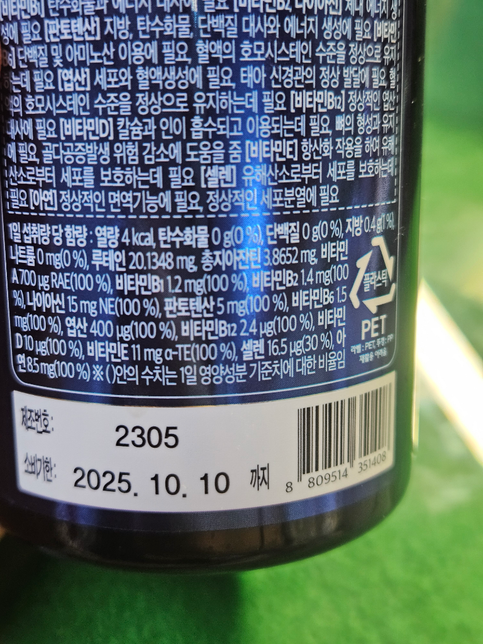 [비타민B1] 탄수화물과 에너지 대사에 필요 [비타민B2, 나이아신] 체내 에너지 생
성에 필요 [판토텐산] 지방, 탄수화물, 단백질 대사와 에너지 생성에 필요 [비타민
단백질 및 아미노산 이용에 필요, 혈액의 호모시스테인 수준을 정상으로 유지
하는데 필요 [엽산] 세포와 혈액생성에 필요, 태아 신경관의 정상 발달에 필요, 혈
의 호모시스테인 수준을 정상으로 유지하는데 필요 [비타민B12] 정상적인 엽산
대사에 필요 [비타민D] 칼슘과 인이 흡수되고 이용되는데 필요, 뼈의 형성과 유지
에 필요, 골다공증발생 위험 감소에 도움을 줌 [비타민E] 항산화 작용을 하여 유해
산소로부터 세포를 보호하는데 필요 [셀렌] 유해산소로부터 세포를 보호하는데
필요 [아연] 정상적인 면역기능에 필요, 정상적인 세포분열에 필요
1일 섭취량 당 함량 : 열량 4 kcal, 탄수화물 0 g(0 %), 단백질 0 g(0 %), 지방 0.4 g(1 %),
나트륨 0 mg(0 %), 루테인 20.1348 mg, 총지아잔틴 3.8652 mg, 비타민
A 700 μg RAE(100 %), 비타민B1 1.2 mg(100 %), 비타민B2 1.4 mg(100
%), 나이아신 15 mg NE(100 %), 판토텐산 5 mg(100 %), 비타민B6 1.5
mg(100 %), 엽산 400 μg(100 %), 비타민B12 2.4 μg(100 %), 비타민
D 10 μg(100 %), 비타민E 11 mg α-TE(100 %), 셀렌 16.5 μg(30 %), 아
연 8.5 mg(100 %) ※ ( )안의 수치는 1일 영양성분 기준치에 대한 비율임
플라스틱
PET
라벨 : PET, 뚜껑 : PP
제조번호: 2305
소비기한: 2025. 10. 10 까지
8 809514 351408